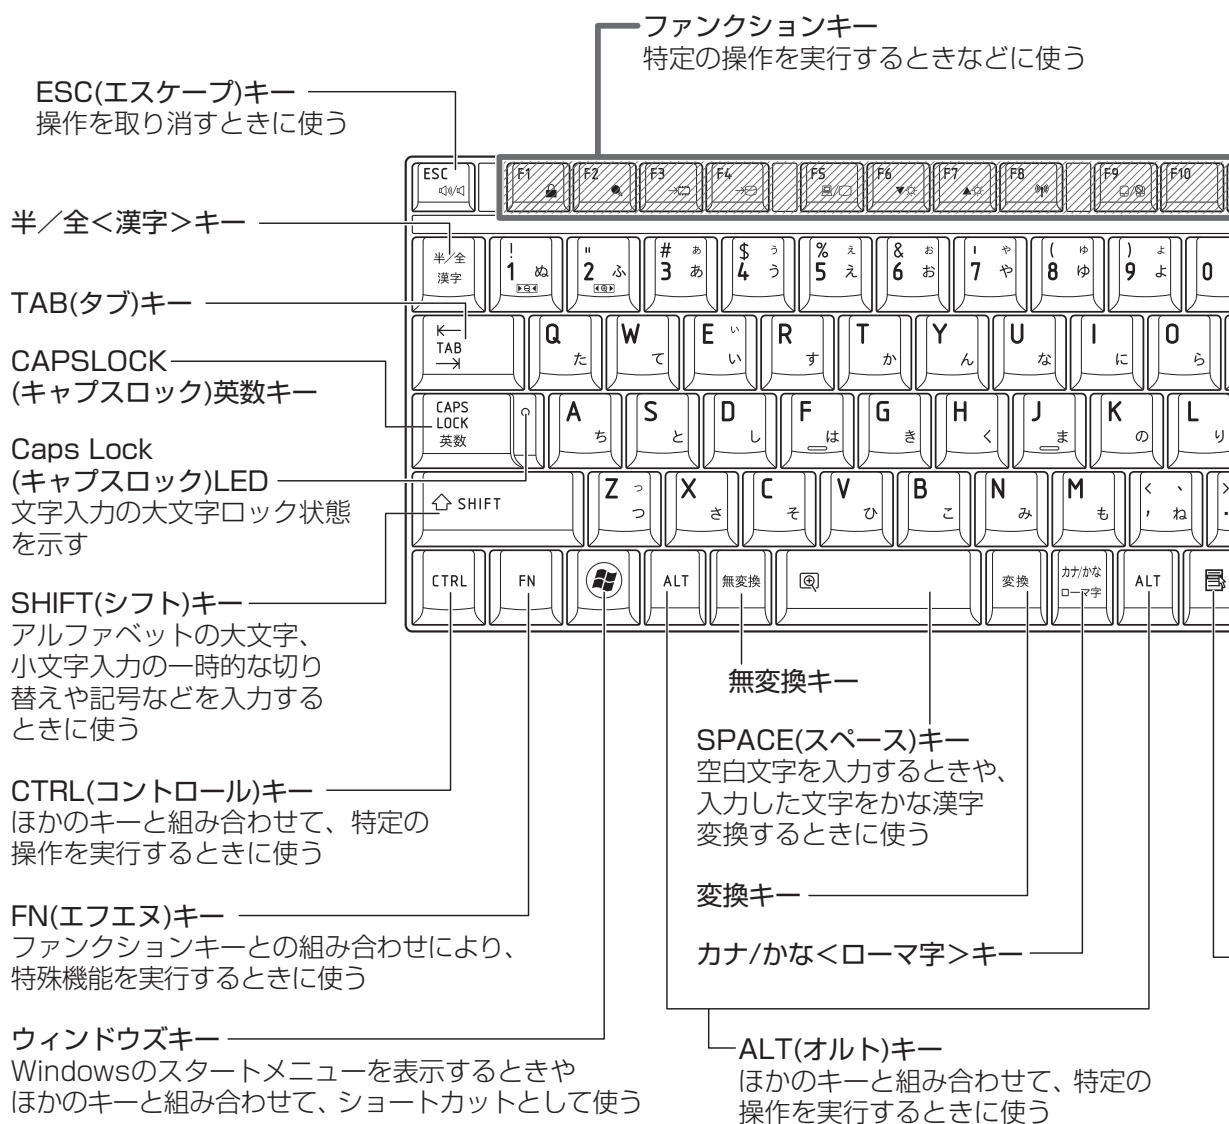 ファンクションキー
特定の操作を実行するときなどに使う
ESC(エスケープ)キー
操作を取り消すときに使う
半／全＜漢字＞キー
TAB(タブ)キー
CAPSLOCK
(キャプスロック)英数キー
Caps Lock
(キャプスロック)LED
文字入力の大文字ロック状態
を示す
SHIFT(シフト)キー
アルファベットの大文字、
小文字入力の一時的な切り
替えや記号などを入力する
ときに使う
CTRL(コントロール)キー
ほかのキーと組み合わせて、特定の
操作を実行するときに使う
FN(エフエヌ)キー
ファンクションキーとの組み合わせにより、
特殊機能を実行するときに使う
ウィンドウズキー
Windowsのスタートメニューを表示するときや
ほかのキーと組み合わせて、ショートカットとして使う
ESC F1 F2 F3 F4 F5 F6 F7 F8 F9 F10
半／全 漢字
! 1 ぬ
" 2 ふ
# ぁ 3 あ
$ ぅ 4 う
% ぇ 5 え
& ぉ 6 お
' ゃ 7 や
( ゅ 8 ゆ
) ょ 9 よ
0
TAB
Q た W て E ぃ い R す T か Y ん U な I に O ら
CAPS
LOCK
英数
A ち S と D し F は G き H く J ま K の L り
SHIFT
Z っ つ X さ C そ V ひ B こ N み M も < 、 , ね >
CTRL FN ALT 無変換 変換 カナ/かな ローマ字 ALT
無変換キー
SPACE(スペース)キー
空白文字を入力するときや、
入力した文字をかな漢字
変換するときに使う
変換キー
カナ/かな＜ローマ字＞キー
ALT(オルト)キー
ほかのキーと組み合わせて、特定の
操作を実行するときに使う